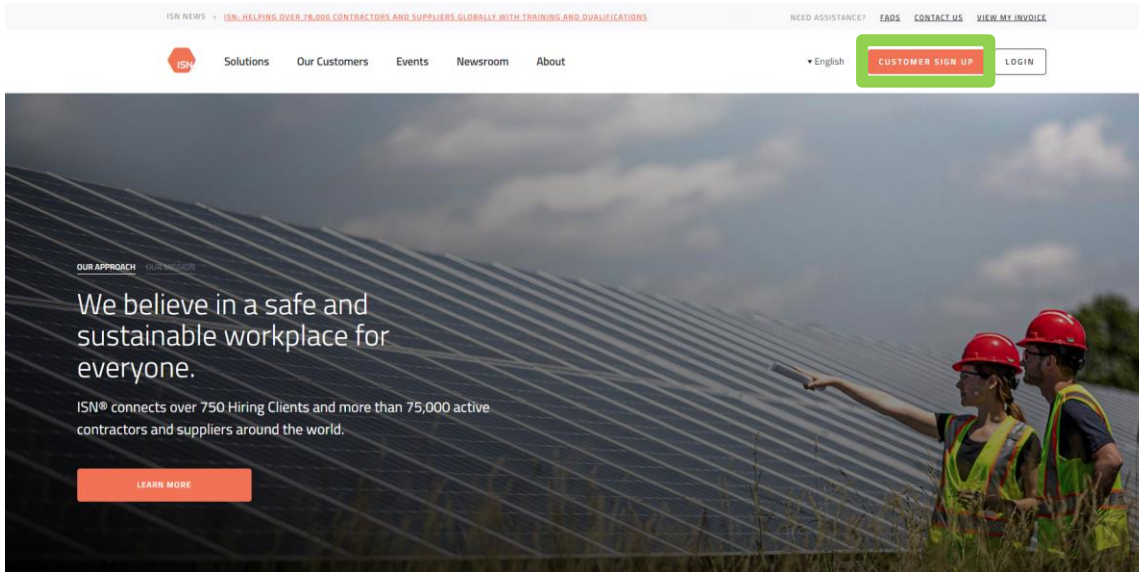 ISN NEWS > ISN: HELPING OVER 78,000 CONTRACTORS AND SUPPLIERS GLOBALLY WITH TRAINING AND QUALIFICATIONS
NEED ASSISTANCE? FAQS CONTACT US VIEW MY INVOICE
ISN Solutions Our Customers Events Newsroom About
▾ English CUSTOMER SIGN UP LOGIN
OUR APPROACH OUR MISSION
We believe in a safe and
sustainable workplace for
everyone.
ISN® connects over 750 Hiring Clients and more than 75,000 active
contractors and suppliers around the world.
LEARN MORE